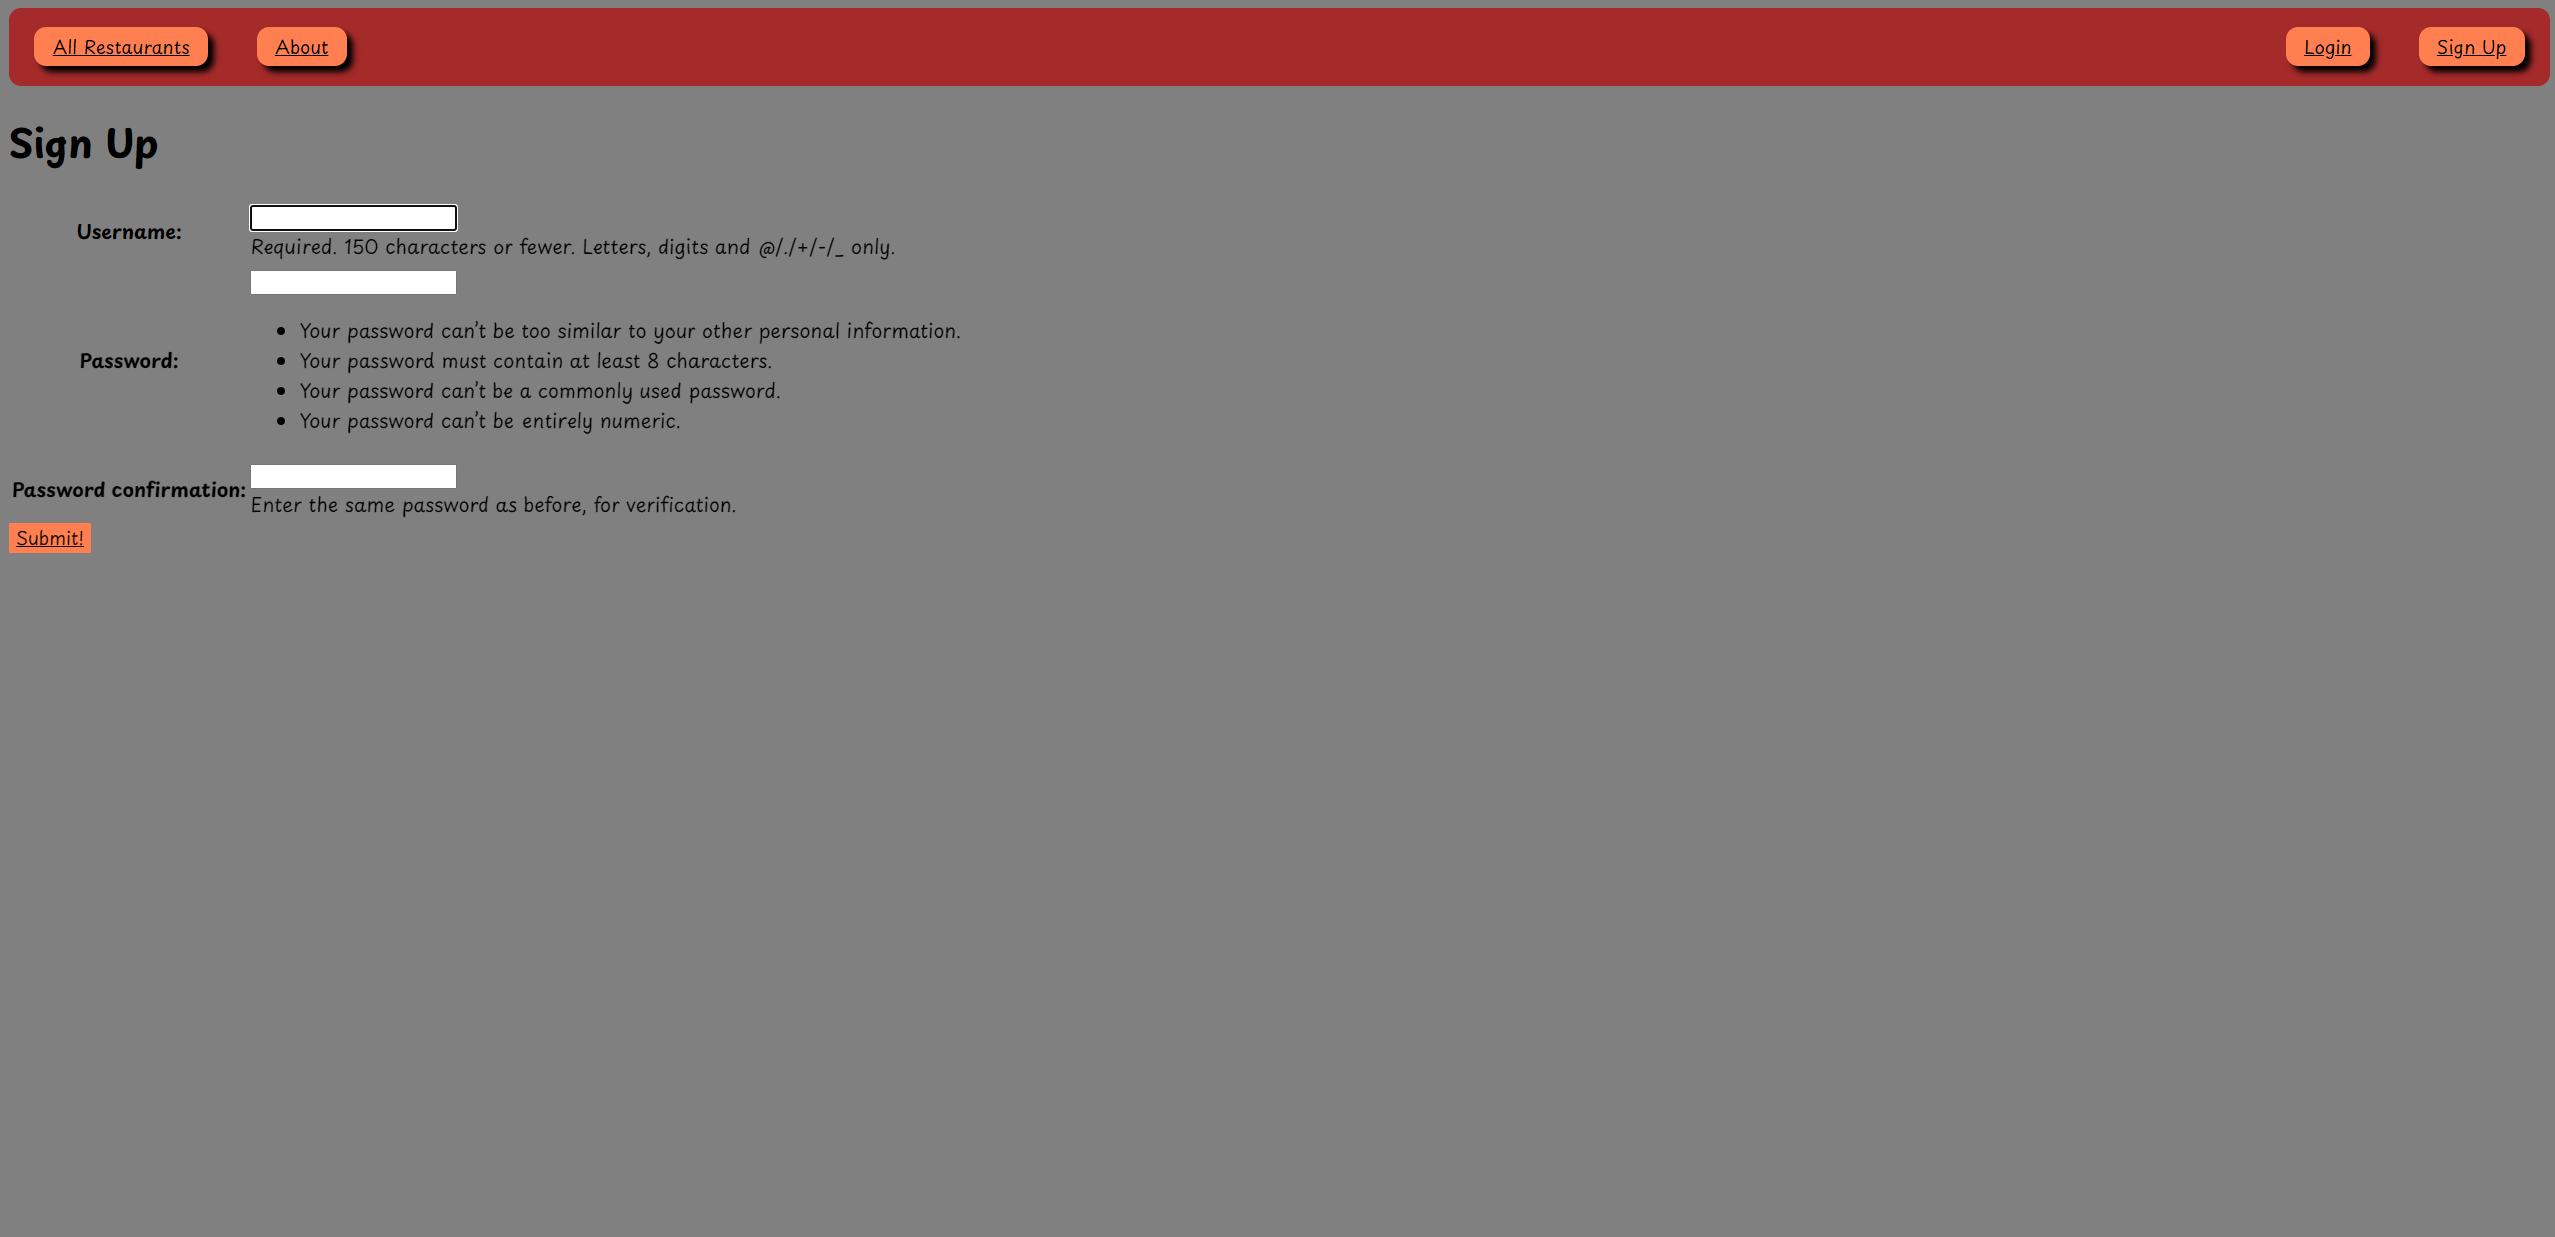 All Restaurants About Login Sign Up
Sign Up
Username:
Required. 150 characters or fewer. Letters, digits and @/./+/-/_ only.
Password:
Your password can't be too similar to your other personal information.
Your password must contain at least 8 characters.
Your password can't be a commonly used password.
Your password can't be entirely numeric.
Password confirmation:
Enter the same password as before, for verification.
Submit!